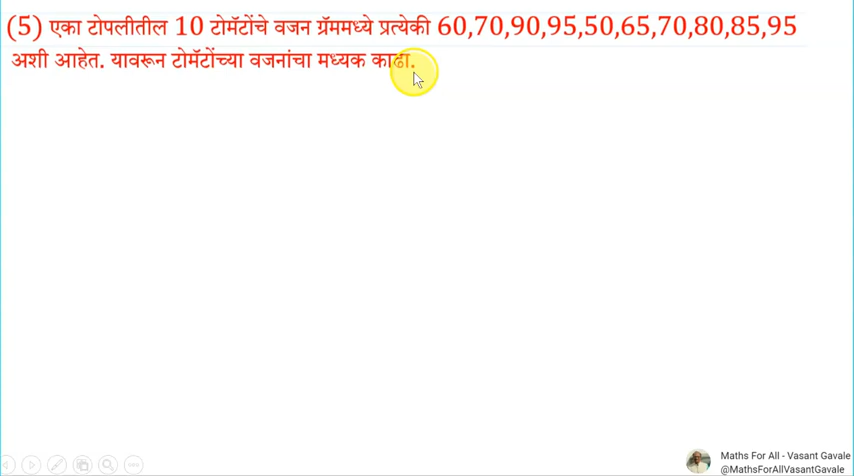 (5) एका टोपलीतील 10 टोमॅटोंचे वजन ग्रॅममध्ये प्रत्येकी 60,70,90,95,50,65,70,80,85,95
अशी आहेत. यावरून टोमॅटोंच्या वजनांचा मध्यक काढा.
Maths For All - Vasant Gavale
@MathsForAllVasantGavale